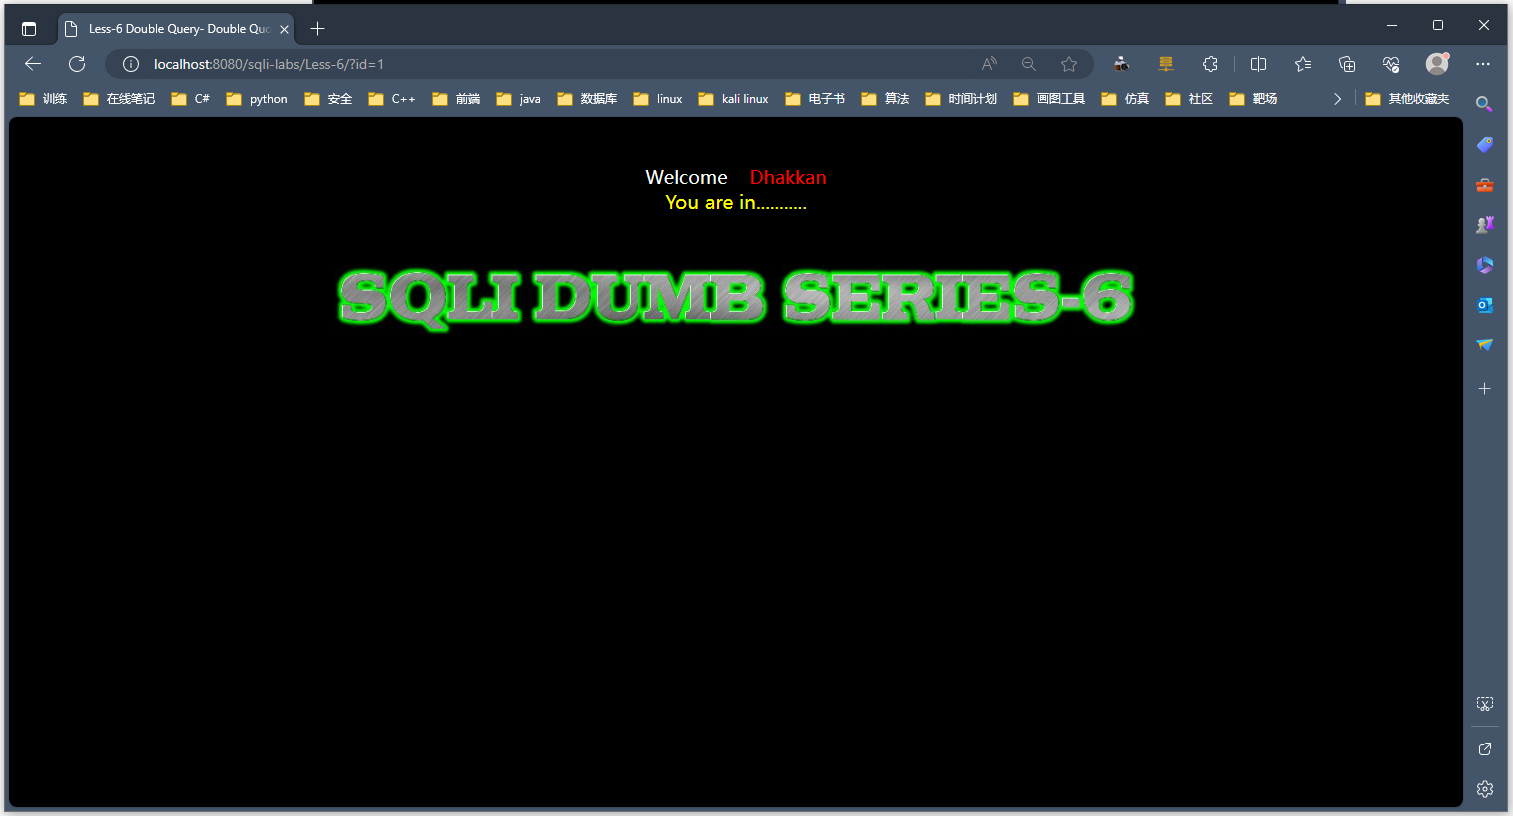 Less-6 Double Query- Double Quo
localhost:8080/sqli-labs/Less-6/?id=1
训练 在线笔记 C# python 安全 C++ 前端 java 数据库 linux kali linux 电子书 算法 时间计划 画图工具 仿真 社区 靶场 其他收藏夹
Welcome Dhakkan
You are in...........
SQLI DUMB SERIES-6